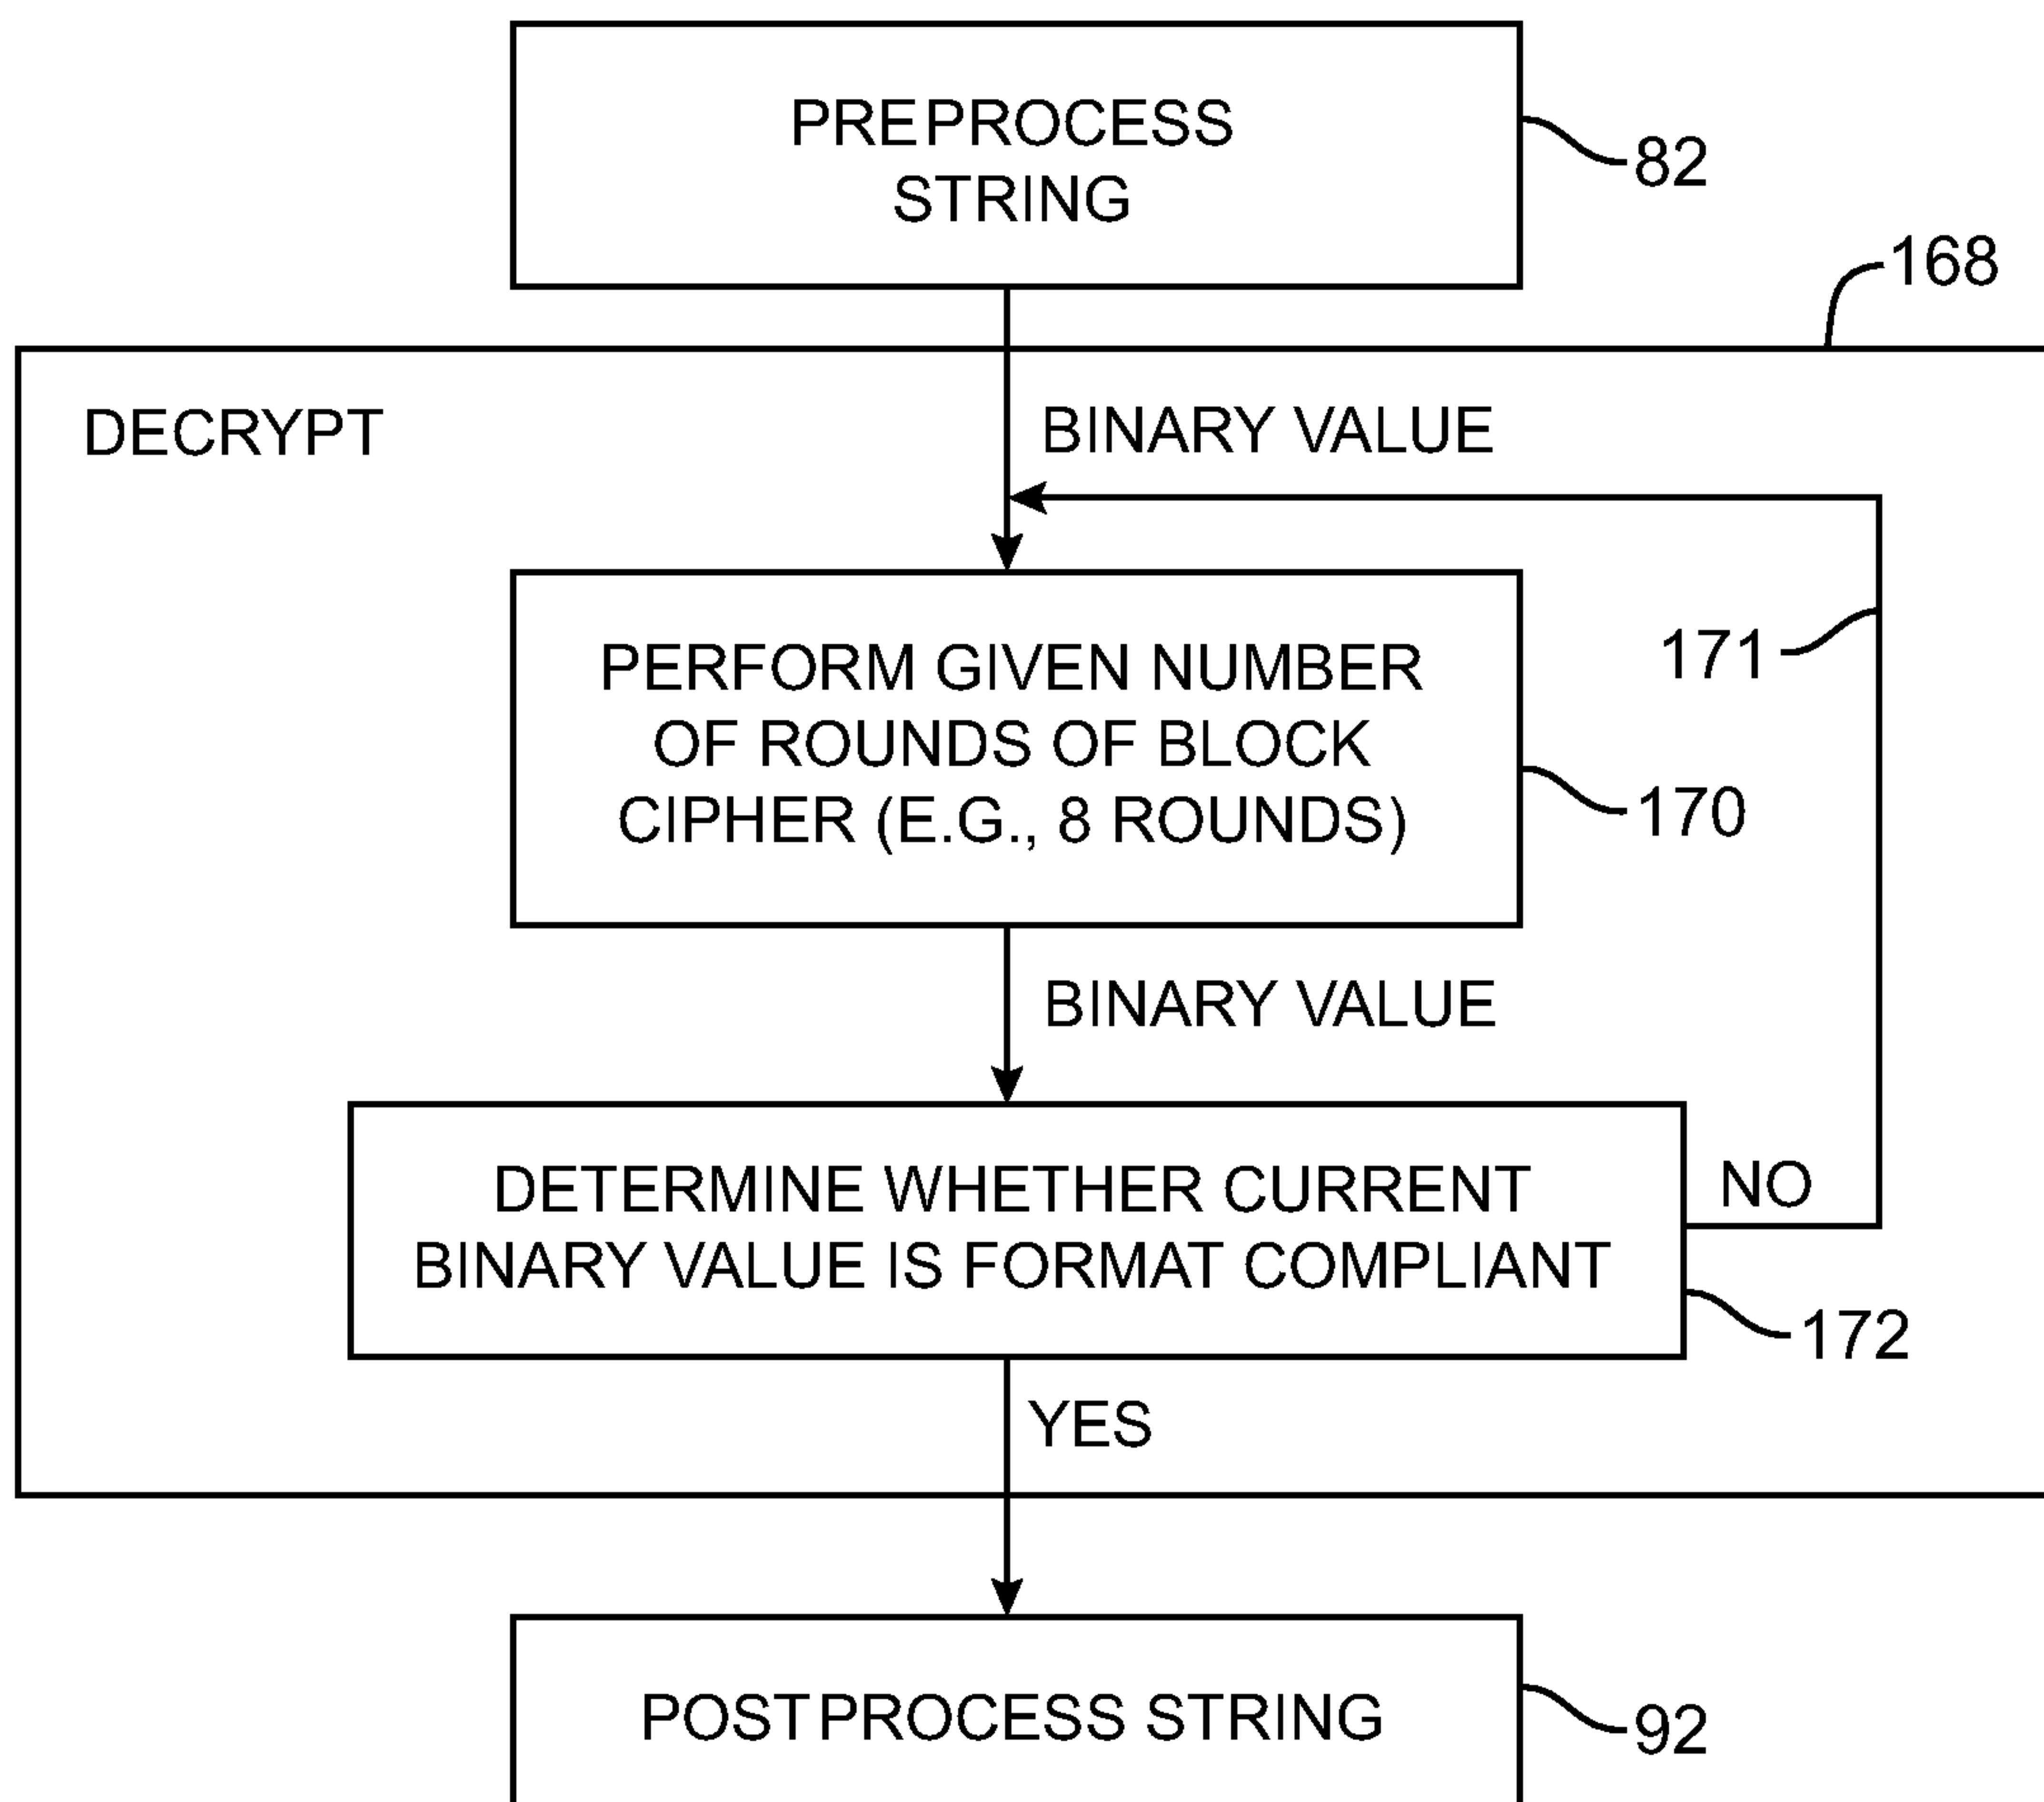 PREPROCESS
STRING
82
168
DECRYPT
BINARY VALUE
PERFORM GIVEN NUMBER
OF ROUNDS OF BLOCK
CIPHER (E.G., 8 ROUNDS)
171
170
BINARY VALUE
DETERMINE WHETHER CURRENT
BINARY VALUE IS FORMAT COMPLIANT
NO
172
YES
POSTPROCESS STRING
92